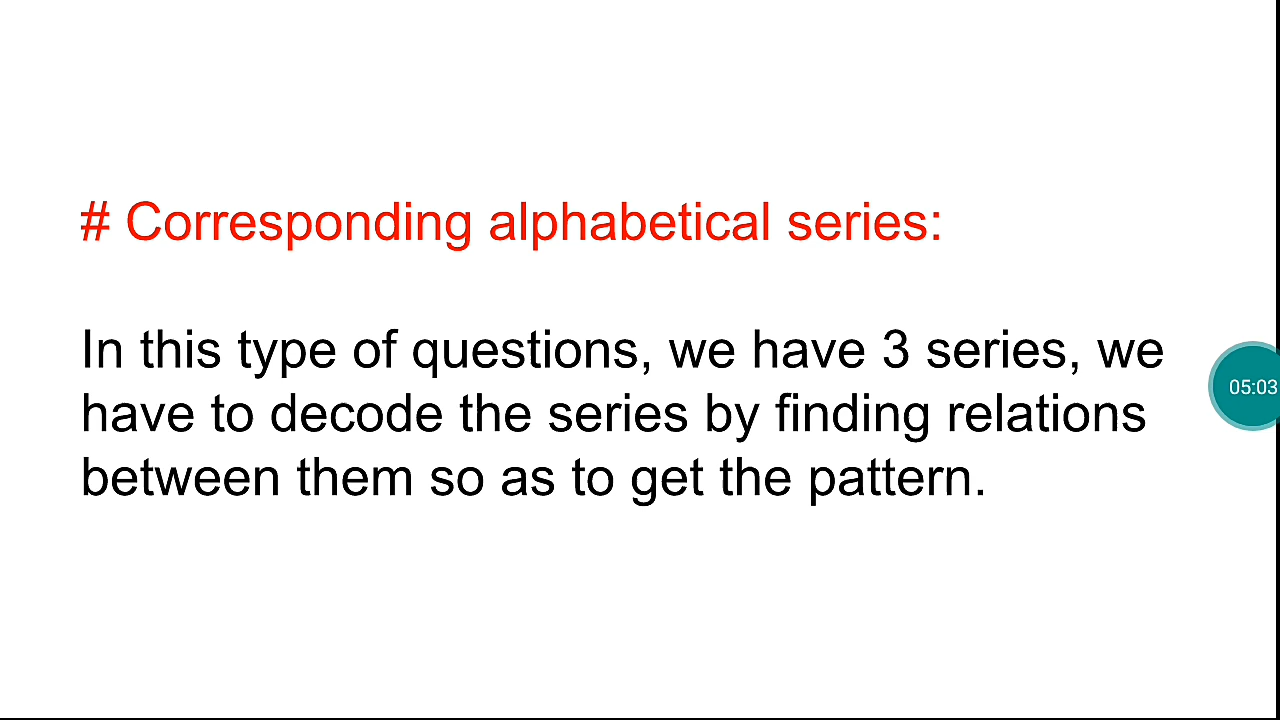 # Corresponding alphabetical series:
In this type of questions, we have 3 series, we
have to decode the series by finding relations
between them so as to get the pattern.
05:03